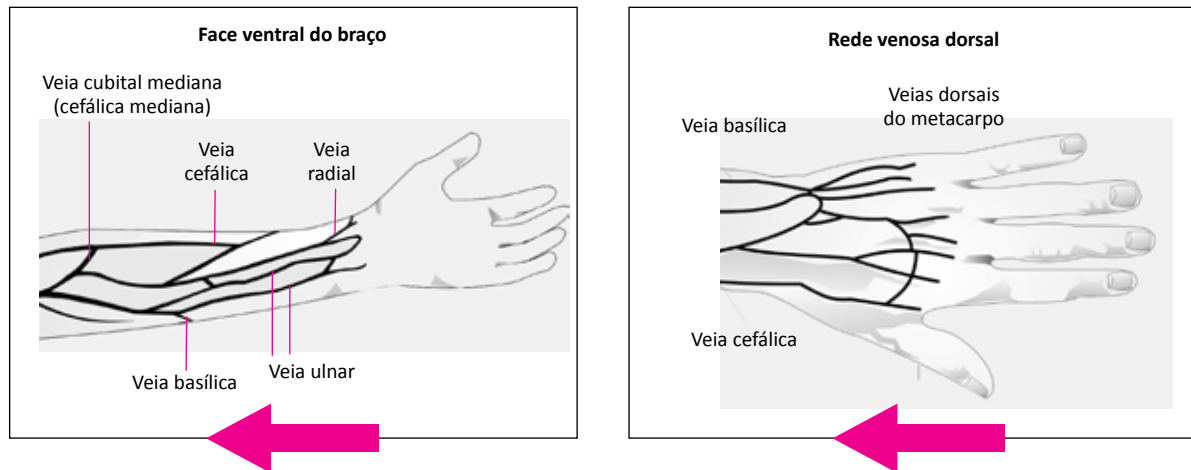 Face ventral do braço
Veia cubital mediana
(cefálica mediana)
Veia
cefálica
Veia
radial
Veia basílica
Veia ulnar
Rede venosa dorsal
Veias dorsais
do metacarpo
Veia basílica
Veia cefálica